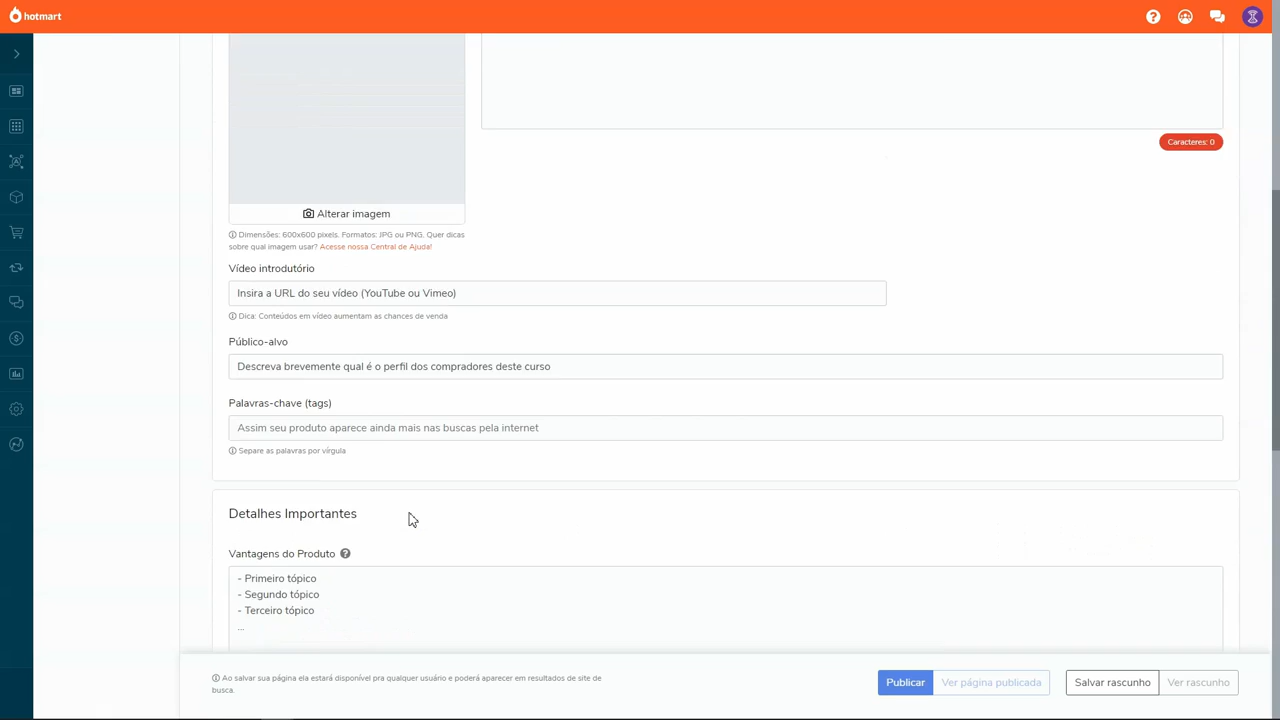 hotmart
Caracteres: 0
Alterar imagem
Dimensões: 600x600 pixels. Formatos: JPG ou PNG. Quer dicas
sobre qual imagem usar? Acesse nossa Central de Ajuda!
Vídeo introdutório
Insira a URL do seu vídeo (YouTube ou Vimeo)
Dica: Conteúdos em vídeo aumentam as chances de venda
Público-alvo
Descreva brevemente qual é o perfil dos compradores deste curso
Palavras-chave (tags)
Assim seu produto aparece ainda mais nas buscas pela internet
Separe as palavras por vírgula
Detalhes Importantes
Vantagens do Produto
- Primeiro tópico
- Segundo tópico
- Terceiro tópico
...
Ao salvar sua página ela estará disponível pra qualquer usuário e poderá aparecer em resultados de site de
busca.
Publicar
Ver página publicada
Salvar rascunho
Ver rascunho